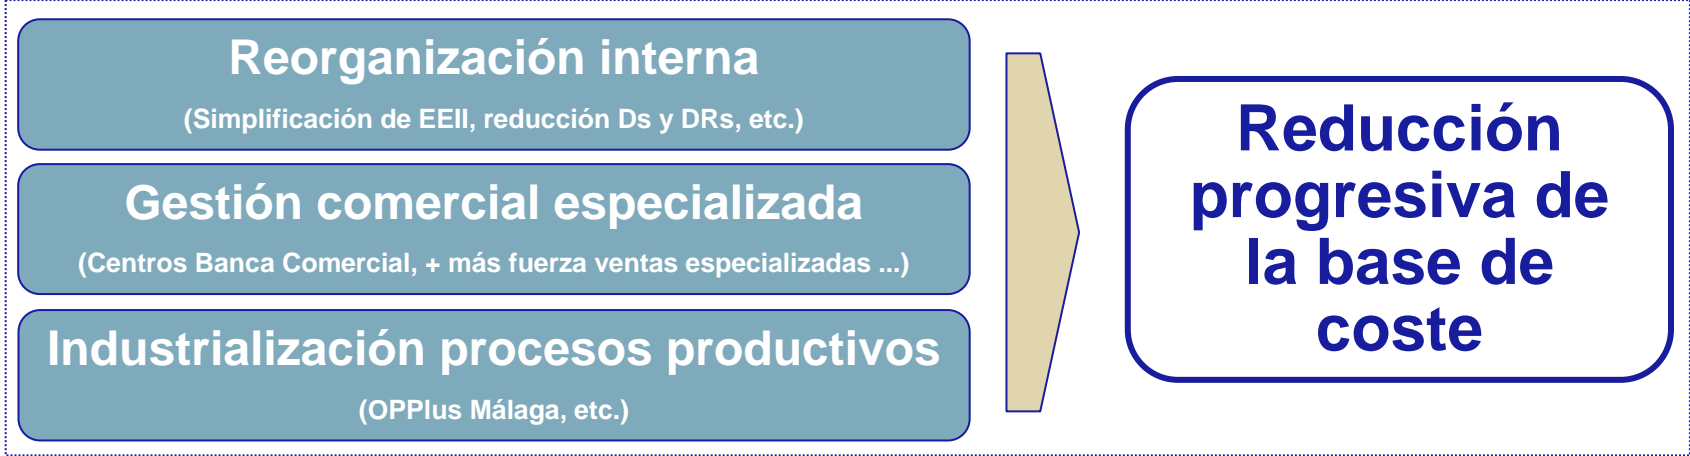 Reorganización interna
(Simplificación de EEII, reducción Ds y DRs, etc.)
Gestión comercial especializada
(Centros Banca Comercial, + más fuerza ventas especializadas ...)
Industrialización procesos productivos
(OPPlus Málaga, etc.)
Reducción
progresiva de
la base de
coste